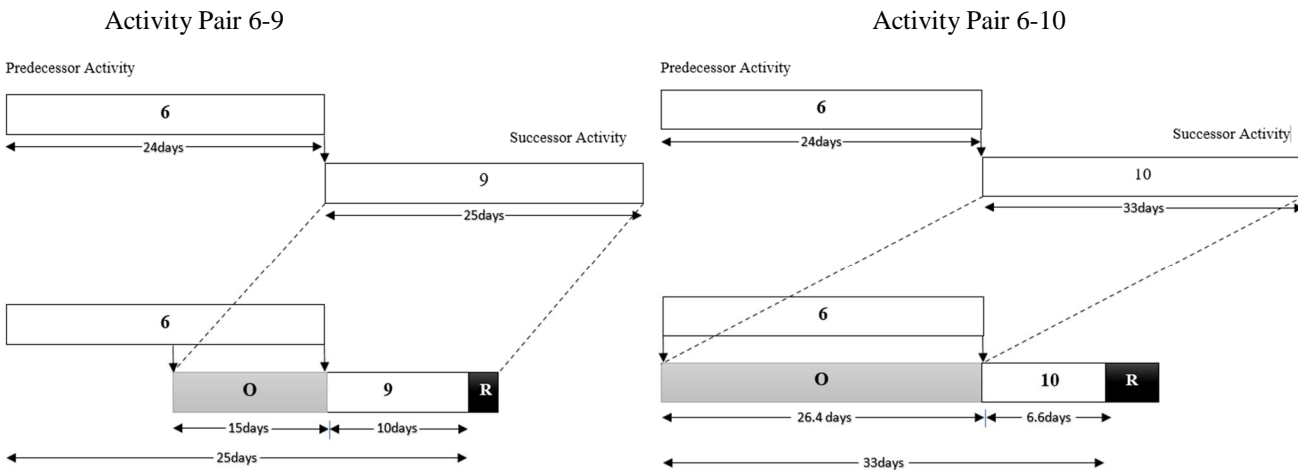 Activity Pair 6-9
Predecessor Activity
6
24days
Successor Activity
9
25days
6
O
9
R
15days
10days
25days
Activity Pair 6-10
Predecessor Activity
6
24days
Successor Activity
10
33days
6
O
10
R
26.4 days
6.6days
33days